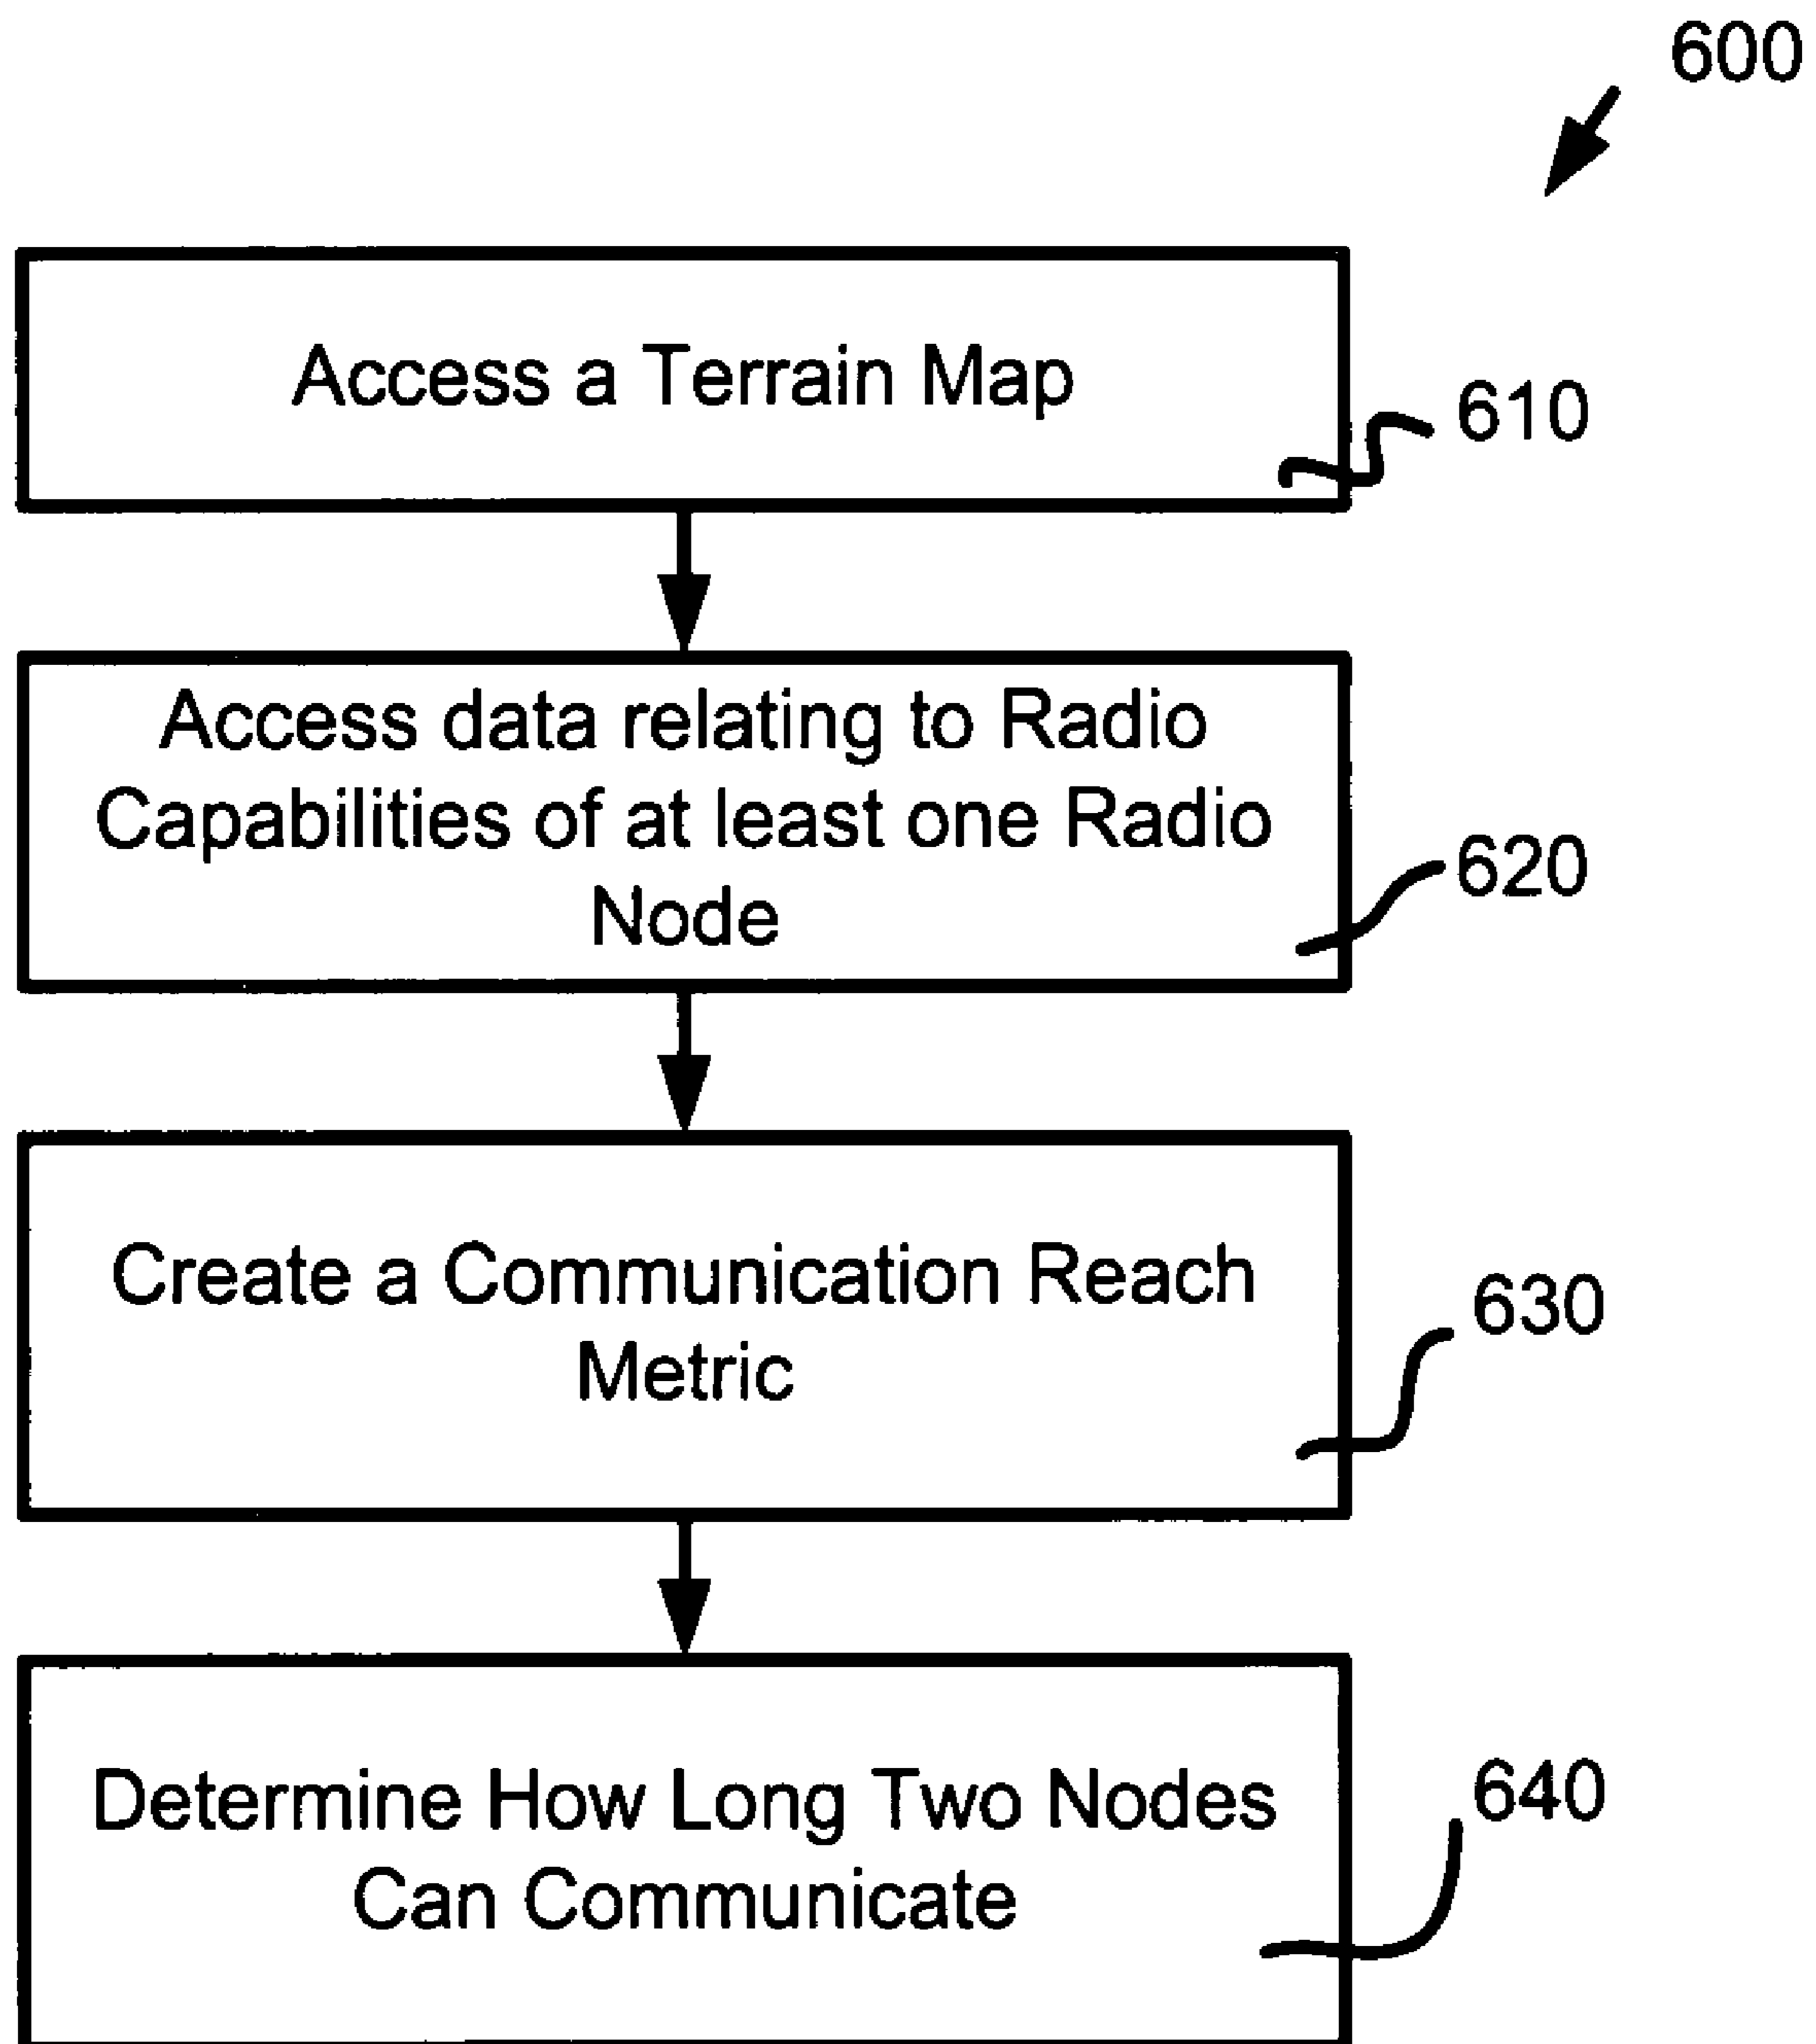 600
Access a Terrain Map
610
Access data relating to Radio
Capabilities of at least one Radio
Node
620
Create a Communication Reach
Metric
630
Determine How Long Two Nodes
Can Communicate
640